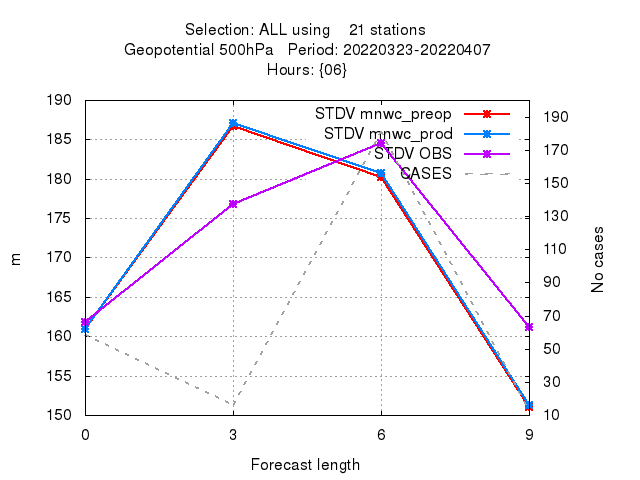 Selection: ALL using    21 stations
Geopotential 500hPa   Period: 20220323-20220407
Hours: {06}
STDV mnwc_preop
STDV mnwc_prod
STDV OBS
CASES
190
185
180
175
170
165
160
155
150
m
190
170
150
130
110
90
70
50
30
10
No cases
0 3 6 9
Forecast length